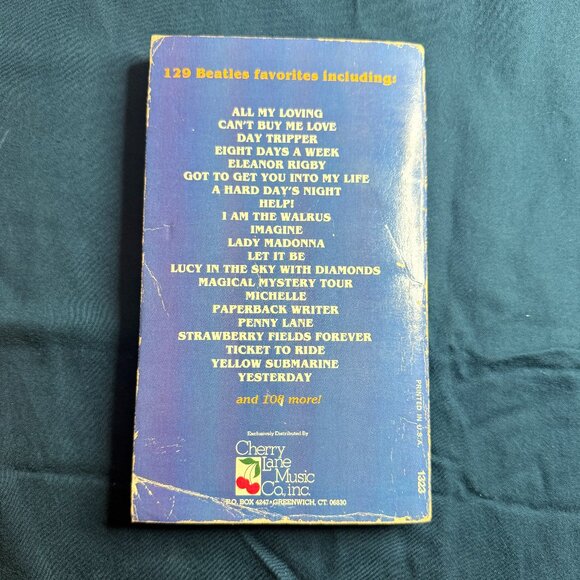 129 Beatles favorites including:
ALL MY LOVING
CAN'T BUY ME LOVE
DAY TRIPPER
EIGHT DAYS A WEEK
ELEANOR RIGBY
GOT TO GET YOU INTO MY LIFE
A HARD DAY'S NIGHT
HELP!
I AM THE WALRUS
IMAGINE
LADY MADONNA
LET IT BE
LUCY IN THE SKY WITH DIAMONDS
MAGICAL MYSTERY TOUR
MICHELLE
PAPERBACK WRITER
PENNY LANE
STRAWBERRY FIELDS FOREVER
TICKET TO RIDE
YELLOW SUBMARINE
YESTERDAY
and 108 more!
Exclusively Distributed By
Cherry
Lane
Music
Co., inc.
P.O. BOX 4247 • GREENWICH, CT. 06830
PRINTED IN U.S.A. 1323